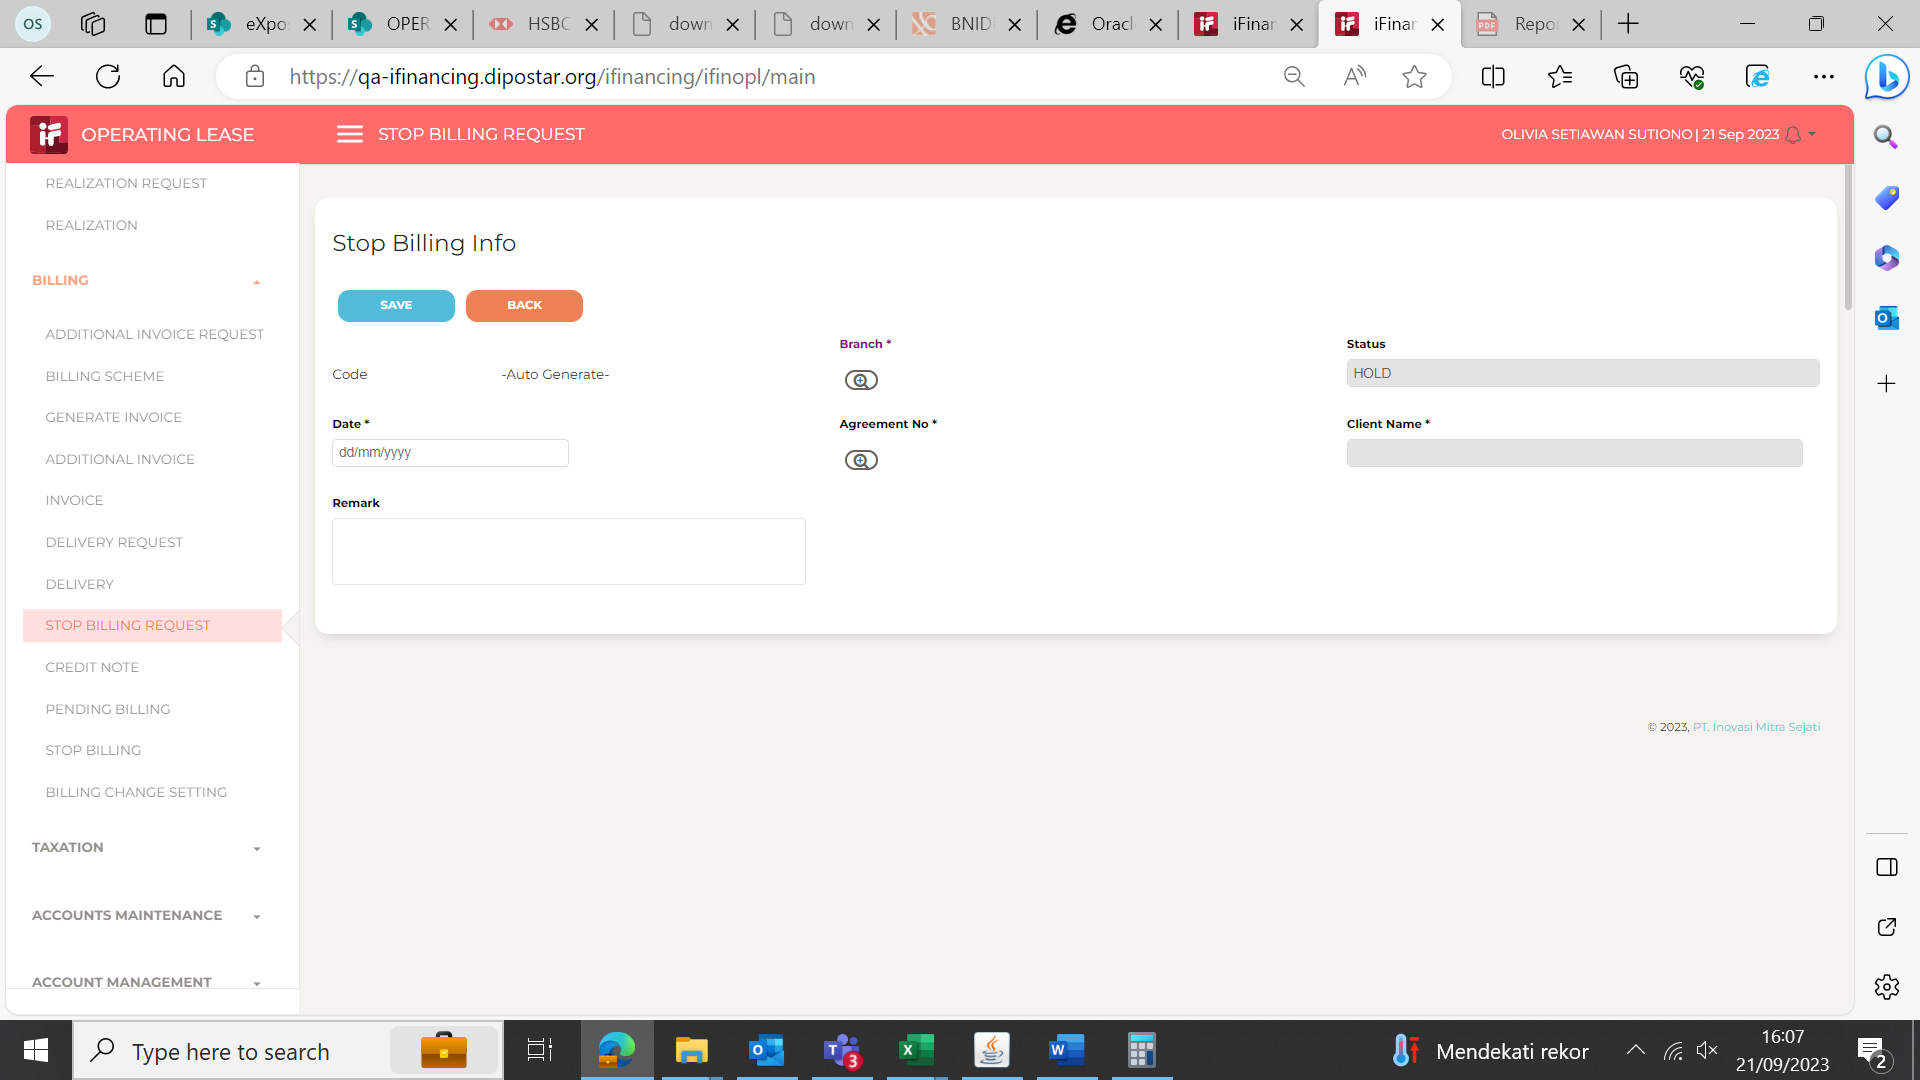 OS
eXpo
OPER
HSBC
down
down
BNID
Oracl
iFinan
iFinan
Repo
https://qa-ifinancing.dipostar.org/ifinancing/ifinopl/main
iF OPERATING LEASE
STOP BILLING REQUEST
OLIVIA SETIAWAN SUTIONO | 21 Sep 2023
REALIZATION REQUEST
REALIZATION
BILLING
ADDITIONAL INVOICE REQUEST
BILLING SCHEME
GENERATE INVOICE
ADDITIONAL INVOICE
INVOICE
DELIVERY REQUEST
DELIVERY
STOP BILLING REQUEST
CREDIT NOTE
PENDING BILLING
STOP BILLING
BILLING CHANGE SETTING
TAXATION
ACCOUNTS MAINTENANCE
ACCOUNT MANAGEMENT
Stop Billing Info
SAVE
BACK
Code
-Auto Generate-
Branch *
Status
HOLD
Date *
dd/mm/yyyy
Agreement No *
Client Name *
Remark
© 2023, PT. Inovasi Mitra Sejati
Type here to search
3
Mendekati rekor
16:07
21/09/2023
2